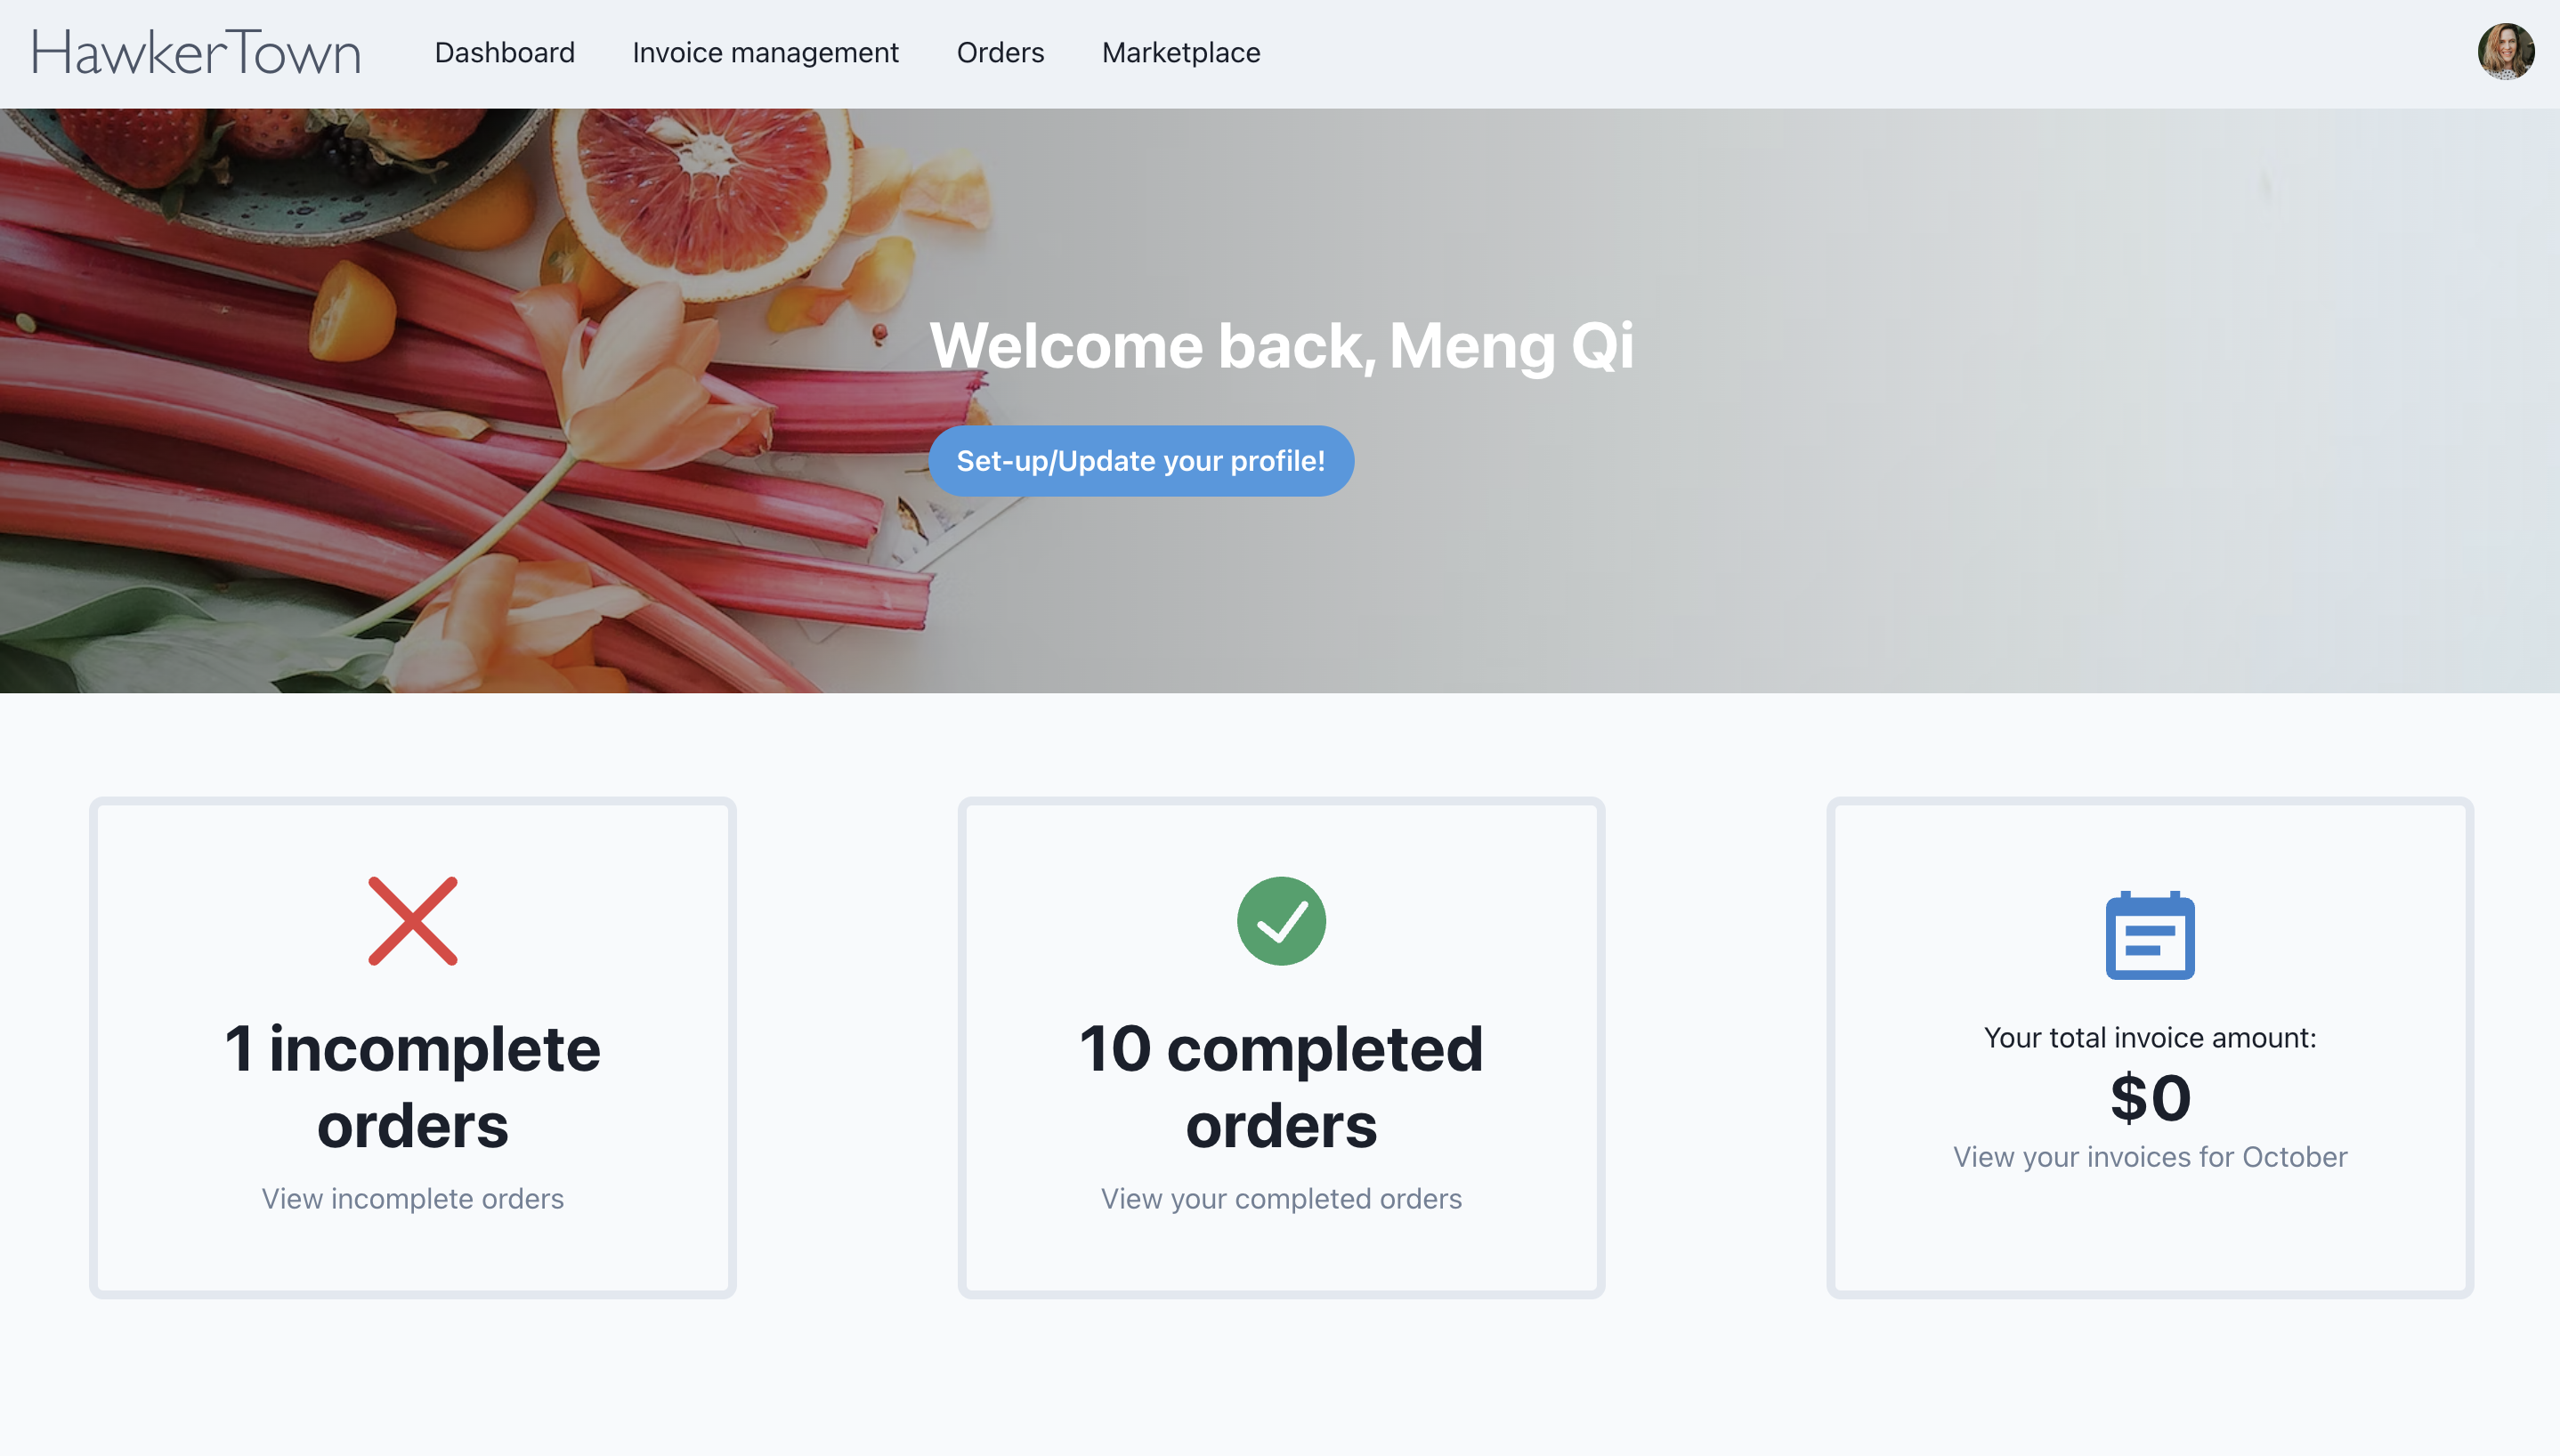 HawkerTown
Dashboard
Invoice management
Orders
Marketplace
Welcome back, Meng Qi
Set-up/Update your profile!
1 incomplete
orders
View incomplete orders
10 completed
orders
View your completed orders
Your total invoice amount:
$0
View your invoices for October